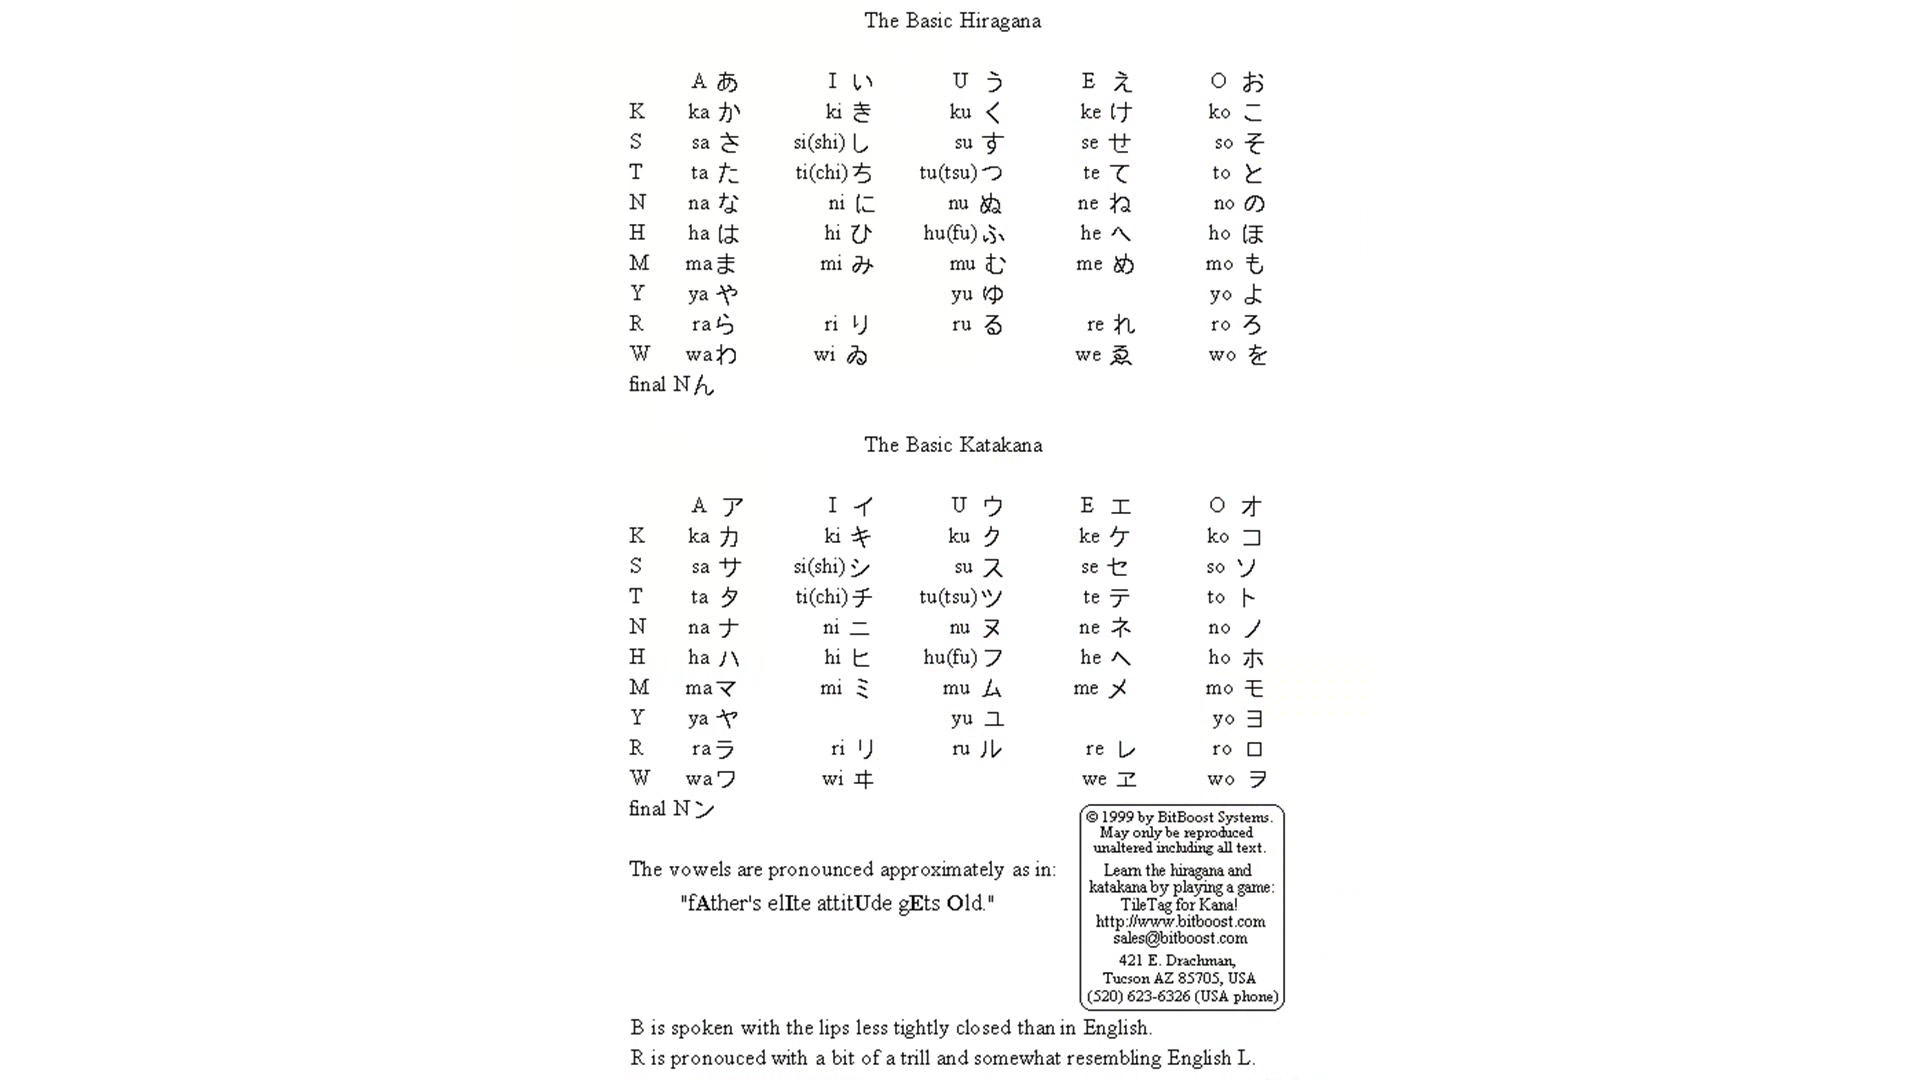 The Basic Hiragana
A あ I い U う E え O お
K ka か ki き ku く ke け ko こ
S sa さ si(shi) し su す se せ so そ
T ta た ti(chi) ち tu(tsu) つ te て to と
N na な ni に nu ぬ ne ね no の
H ha は hi ひ hu(fu) ふ he へ ho ほ
M ma ま mi み mu む me め mo も
Y ya や yu ゆ yo よ
R ra ら ri り ru る re れ ro ろ
W wa わ wi ゐ we ゑ wo を
final N ん
The Basic Katakana
A ア I イ U ウ E エ O オ
K ka カ ki キ ku ク ke ケ ko コ
S sa サ si(shi) シ su ス se セ so ソ
T ta タ ti(chi) チ tu(tsu) ツ te テ to ト
N na ナ ni ニ nu ヌ ne ネ no ノ
H ha ハ hi ヒ hu(fu) フ he ヘ ho ホ
M ma マ mi ミ mu ム me メ mo モ
Y ya ヤ yu ユ yo ヨ
R ra ラ ri リ ru ル re レ ro ロ
W wa ワ wi ヰ we ヱ wo ヲ
final N ン
© 1999 by BitBoost Systems.
May only be reproduced
unaltered including all text.
Learn the hiragana and
katakana by playing a game:
TileTag for Kana!
http://www.bitboost.com
sales@bitboost.com
421 E. Drachman,
Tucson AZ 85705, USA
(520) 623-6326 (USA phone)
The vowels are pronounced approximately as in:
"fAther's elIte attitUde gEts Old."
B is spoken with the lips less tightly closed than in English.
R is pronouced with a bit of a trill and somewhat resembling English L.